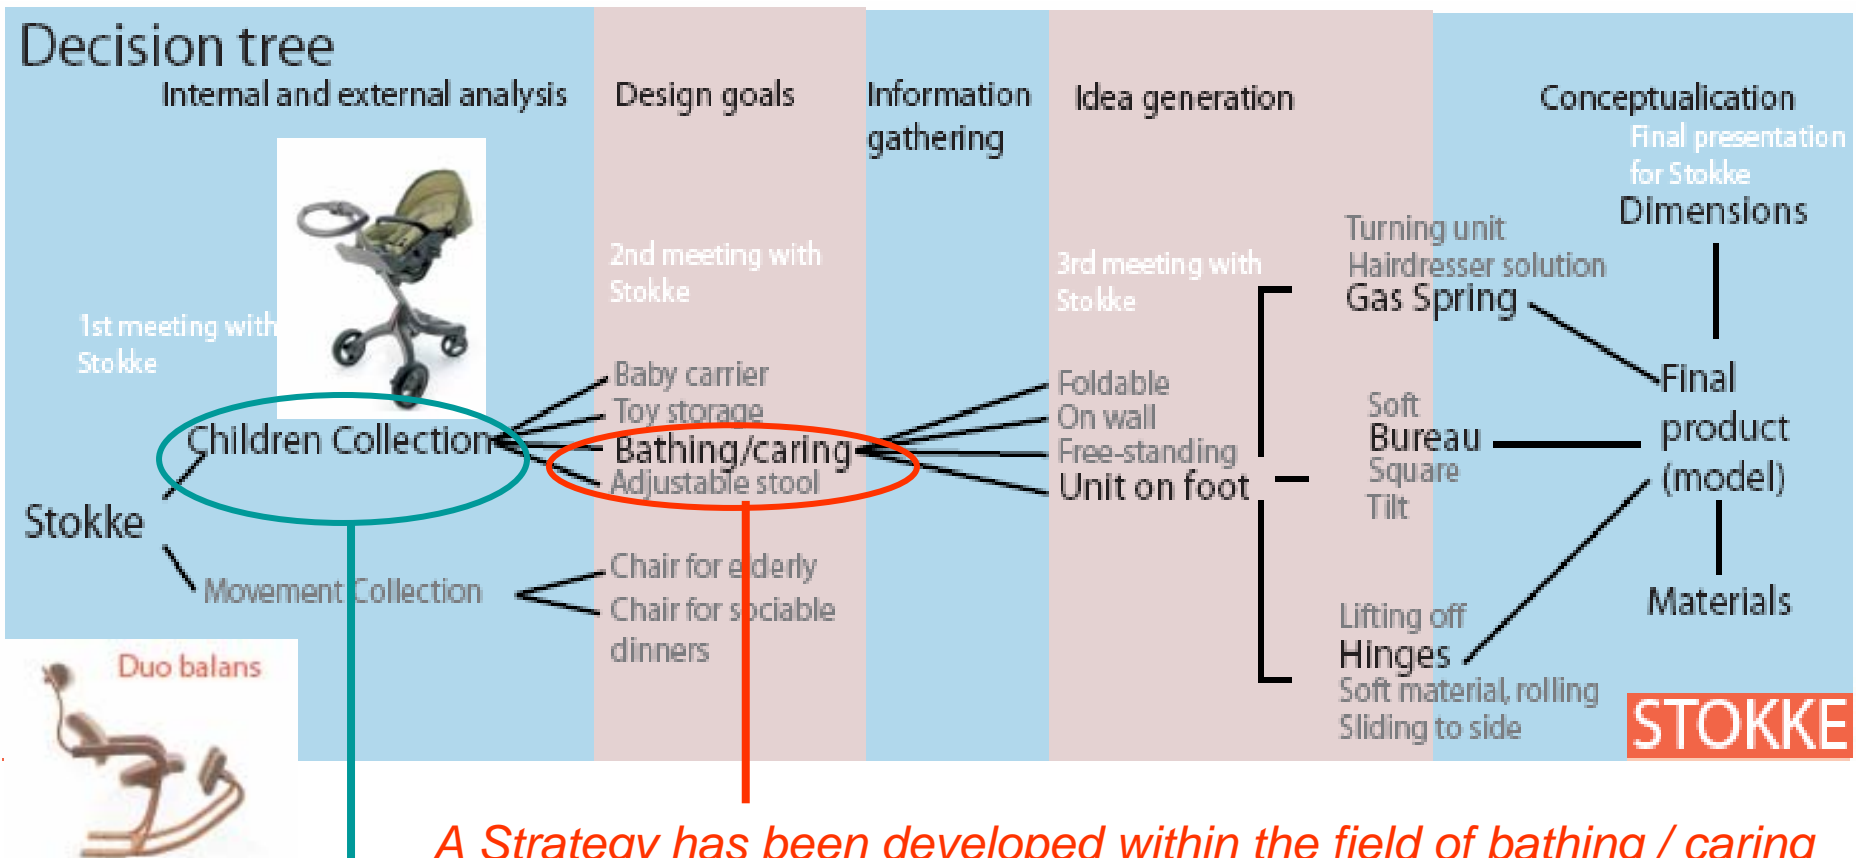 Decision tree
Internal and external analysis
Design goals
Information
gathering
Idea generation
Conceptualication
Final presentation
for Stokke
Dimensions
1st meeting with
Stokke
2nd meeting with
Stokke
3rd meeting with
Stokke
Turning unit
Hairdresser solution
Gas Spring
Children Collection
Stokke
Movement Collection
Baby carrier
Toy storage
Bathing/caring
Adjustable stool
Chair for elderly
Chair for sociable
dinners
Foldable
On wall
Free-standing
Unit on foot
Soft
Bureau
Square
Tilt
Final
product
(model)
Materials
Lifting off
Hinges
Soft material, rolling
Sliding to side
STOKKE
Duo balans
A Strategy has been developed within the field of bathing / caring